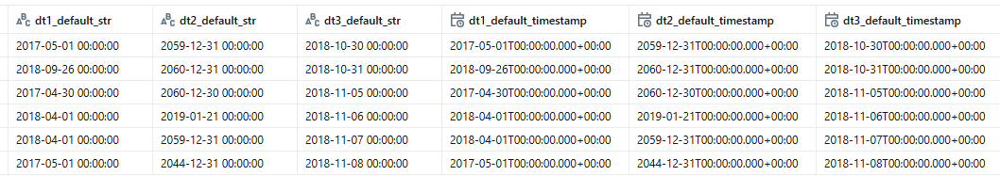 dt1_default_str dt2_default_str dt3_default_str dt1_default_timestamp dt2_default_timestamp dt3_default_timestamp
2017-05-01 00:00:00 2059-12-31 00:00:00 2018-10-30 00:00:00 2017-05-01T00:00:00.000+00:00 2059-12-31T00:00:00.000+00:00 2018-10-30T00:00:00.000+00:00
2018-09-26 00:00:00 2060-12-31 00:00:00 2018-10-31 00:00:00 2018-09-26T00:00:00.000+00:00 2060-12-31T00:00:00.000+00:00 2018-10-31T00:00:00.000+00:00
2017-04-30 00:00:00 2060-12-30 00:00:00 2018-11-05 00:00:00 2017-04-30T00:00:00.000+00:00 2060-12-30T00:00:00.000+00:00 2018-11-05T00:00:00.000+00:00
2018-04-01 00:00:00 2019-01-21 00:00:00 2018-11-06 00:00:00 2018-04-01T00:00:00.000+00:00 2019-01-21T00:00:00.000+00:00 2018-11-06T00:00:00.000+00:00
2018-04-01 00:00:00 2059-12-31 00:00:00 2018-11-07 00:00:00 2018-04-01T00:00:00.000+00:00 2059-12-31T00:00:00.000+00:00 2018-11-07T00:00:00.000+00:00
2017-05-01 00:00:00 2044-12-31 00:00:00 2018-11-08 00:00:00 2017-05-01T00:00:00.000+00:00 2044-12-31T00:00:00.000+00:00 2018-11-08T00:00:00.000+00:00